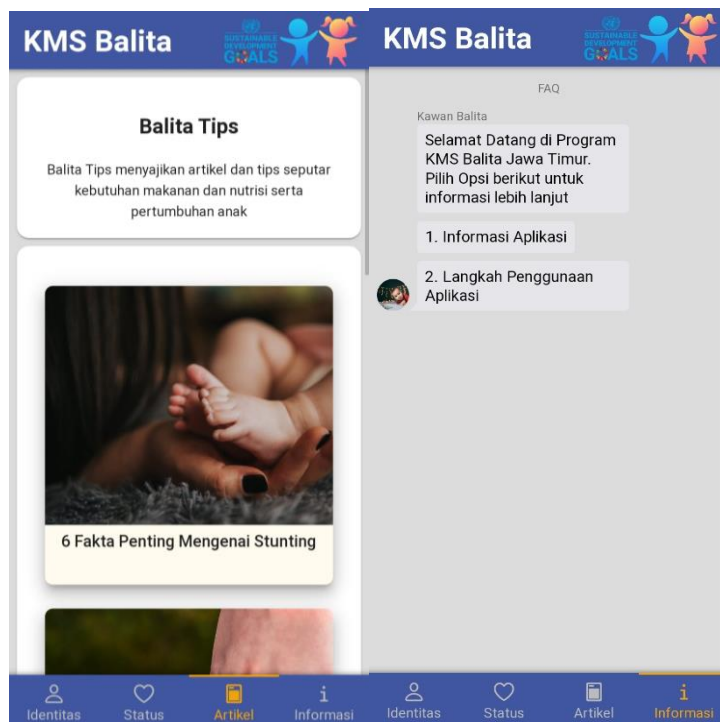 KMS Balita
SUSTAINABLE
DEVELOPMENT
GOALS
Balita Tips
Balita Tips menyajikan artikel dan tips seputar
kebutuhan makanan dan nutrisi serta
pertumbuhan anak
6 Fakta Penting Mengenai Stunting
Identitas Status Artikel Informasi
KMS Balita
SUSTAINABLE
DEVELOPMENT
GOALS
FAQ
Kawan Balita
Selamat Datang di Program
KMS Balita Jawa Timur.
Pilih Opsi berikut untuk
informasi lebih lanjut
1. Informasi Aplikasi
2. Langkah Penggunaan
Aplikasi
Identitas Status Artikel Informasi